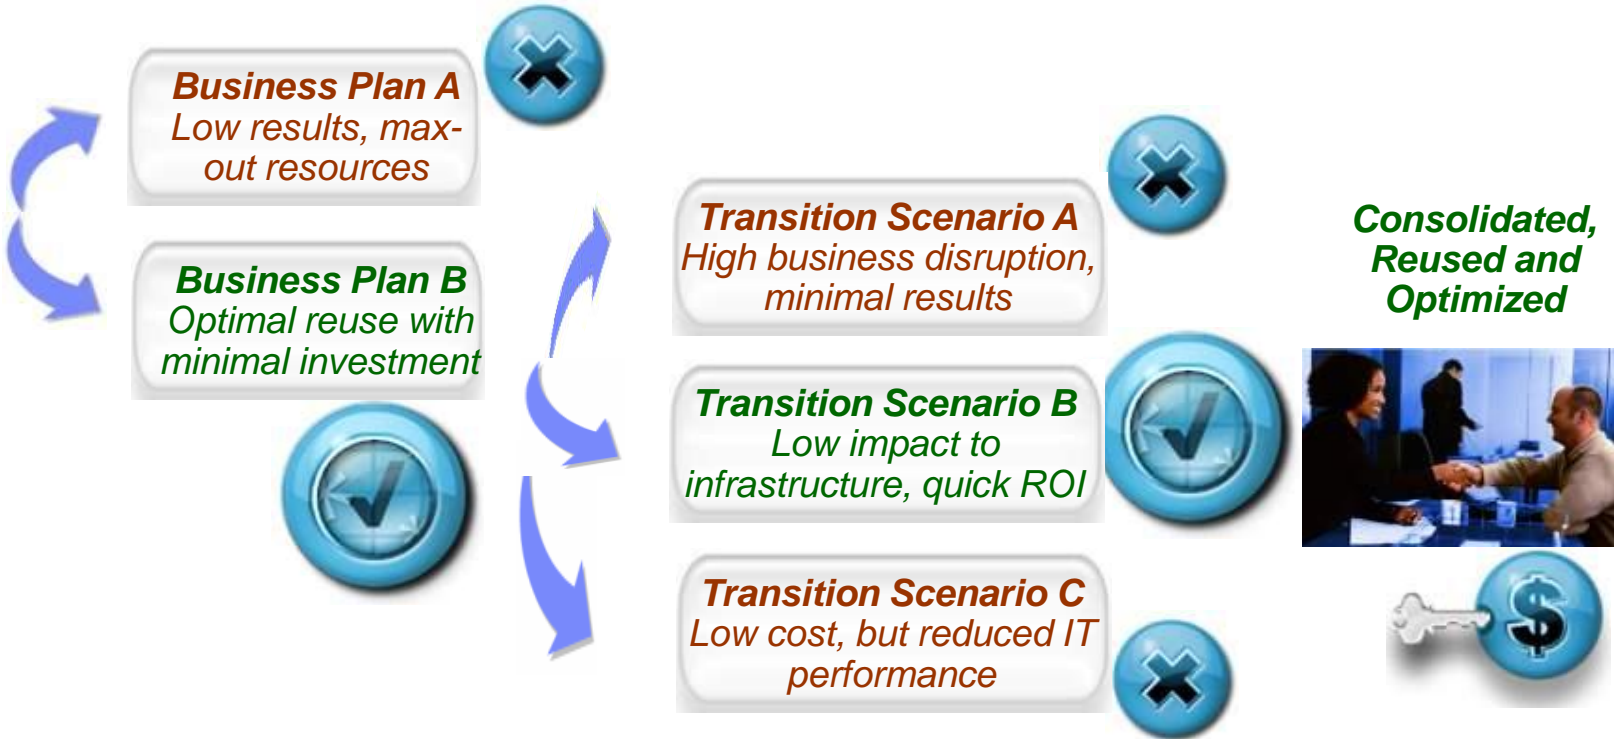 Business Plan A
Low results, max-
out resources
Business Plan B
Optimal reuse with
minimal investment
Transition Scenario A
High business disruption,
minimal results
Transition Scenario B
Low impact to
infrastructure, quick ROI
Transition Scenario C
Low cost, but reduced IT
performance
Consolidated,
Reused and
Optimized
$